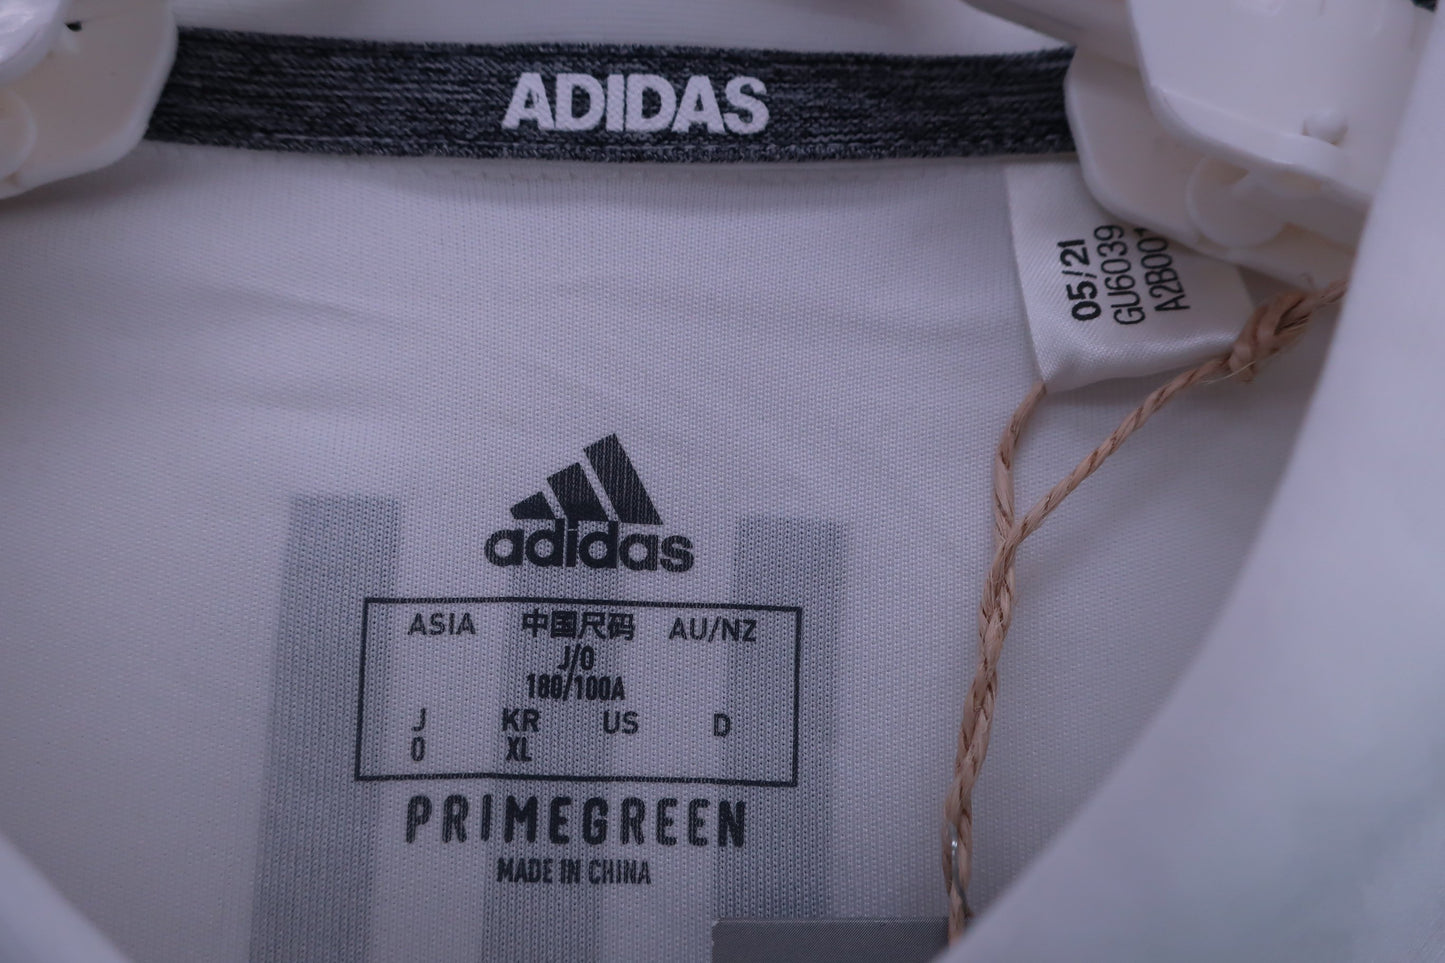 ADIDAS
05/21
GU6039
A2B001
adidas
ASIA 中国尺码 AU/NZ
J/O
180/100A
J KR US D
O XL
PRIMEGREEN
MADE IN CHINA